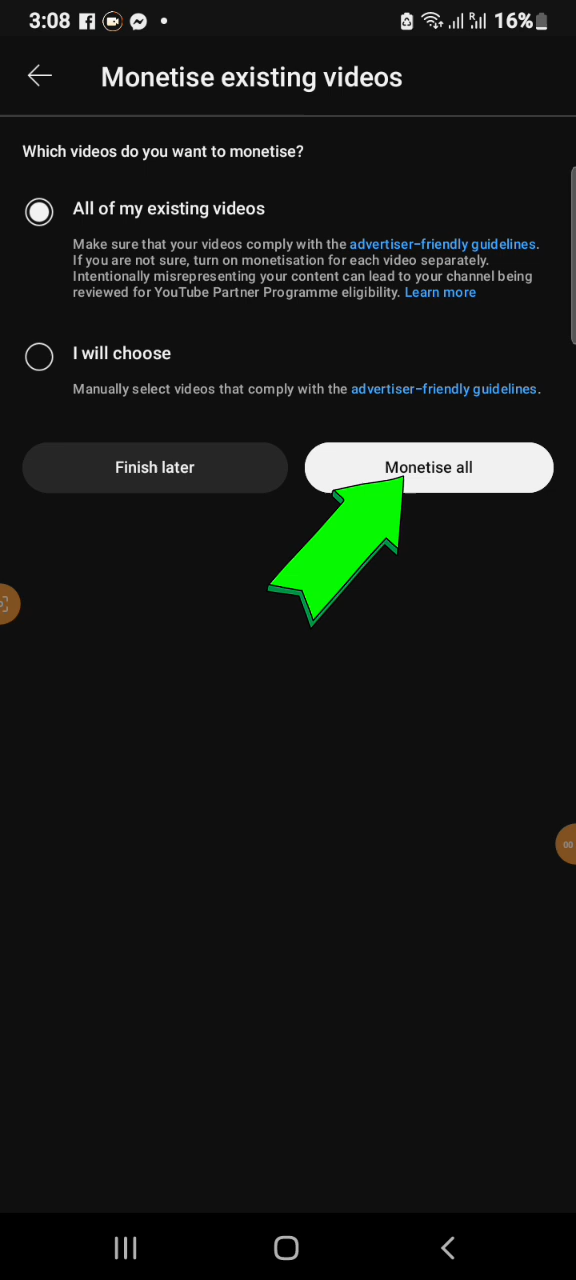 3:08
16%
Monetise existing videos
Which videos do you want to monetise?
All of my existing videos
Make sure that your videos comply with the advertiser-friendly guidelines.
If you are not sure, turn on monetisation for each video separately.
Intentionally misrepresenting your content can lead to your channel being
reviewed for YouTube Partner Programme eligibility. Learn more
I will choose
Manually select videos that comply with the advertiser-friendly guidelines.
Finish later
Monetise all
00